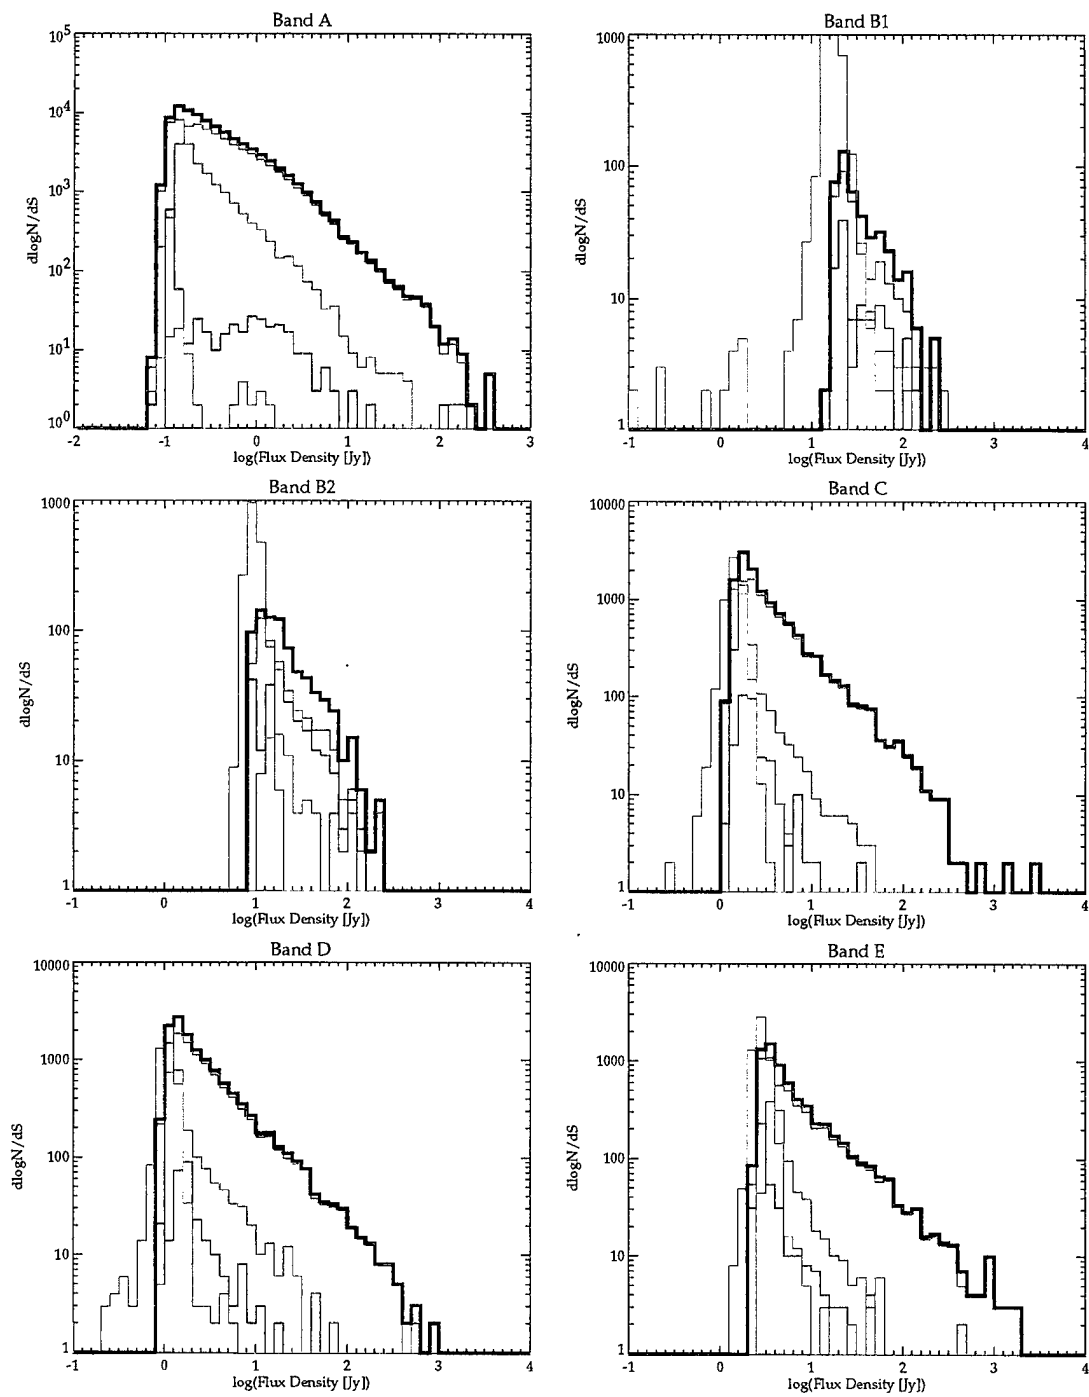 Band A
10^5
10^4
10^3
10^2
10^1
10^0
dlogN/dS
-2 -1 0 1 2 3
log(Flux Density [Jy])
Band B1
1000
100
10
1
dlogN/dS
-1 0 1 2 3 4
log(Flux Density [Jy])
Band B2
1000
100
10
1
dlogN/dS
-1 0 1 2 3 4
log(Flux Density [Jy])
Band C
10000
1000
100
10
1
dlogN/dS
-1 0 1 2 3 4
log(Flux Density [Jy])
Band D
10000
1000
100
10
1
dlogN/dS
-1 0 1 2 3 4
log(Flux Density [Jy])
Band E
10000
1000
100
10
1
dlogN/dS
-1 0 1 2 3 4
log(Flux Density [Jy])